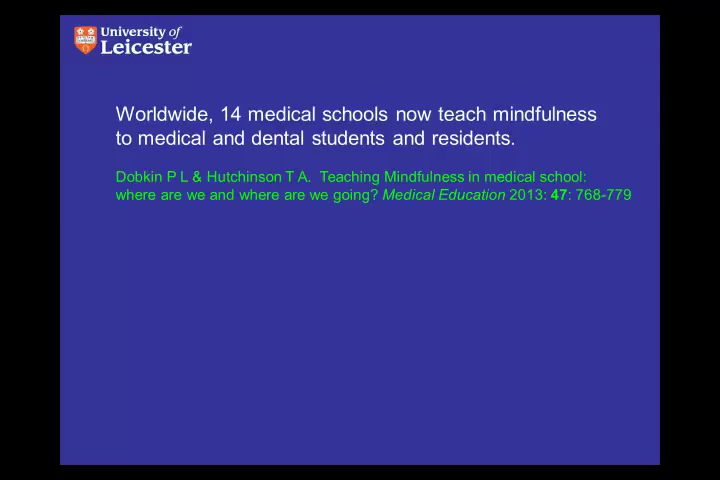 University of
Leicester
Worldwide, 14 medical schools now teach mindfulness
to medical and dental students and residents.
Dobkin P L & Hutchinson T A. Teaching Mindfulness in medical school:
where are we and where are we going? Medical Education 2013: 47: 768-779